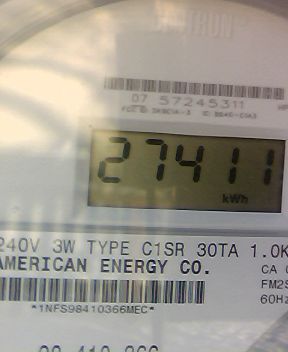 07 57245311
27411
kWh
240V 3W TYPE C1SR 30TA 1.0K
AMERICAN ENERGY CO.
CA
FM2S
60Hz
*1NFS98410366MEC*